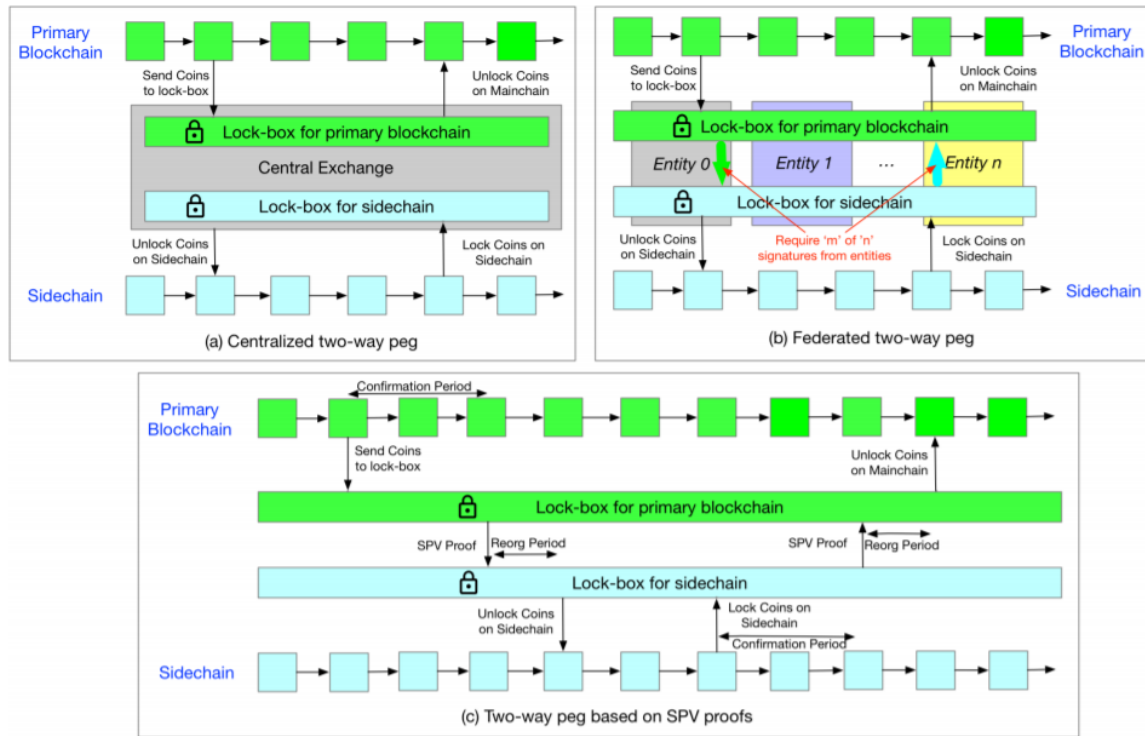 Primary
Blockchain
Send Coins
to lock-box
Unlock Coins
on Mainchain
Lock-box for primary blockchain
Central Exchange
Lock-box for sidechain
Unlock Coins
on Sidechain
Lock Coins on
Sidechain
Sidechain
(a) Centralized two-way peg
Primary
Blockchain
Send Coins
to lock-box
Unlock Coins
on Mainchain
Lock-box for primary blockchain
Entity 0
Entity 1
...
Entity n
Lock-box for sidechain
Unlock Coins
on Sidechain
Require 'm' of 'n'
signatures from entities
Lock Coins on
Sidechain
Sidechain
(b) Federated two-way peg
Confirmation Period
Primary
Blockchain
Send Coins
to lock-box
Unlock Coins
on Mainchain
Lock-box for primary blockchain
SPV Proof
Reorg Period
SPV Proof
Reorg Period
Lock-box for sidechain
Unlock Coins
on Sidechain
Lock Coins on
Sidechain
Confirmation Period
Sidechain
(c) Two-way peg based on SPV proofs